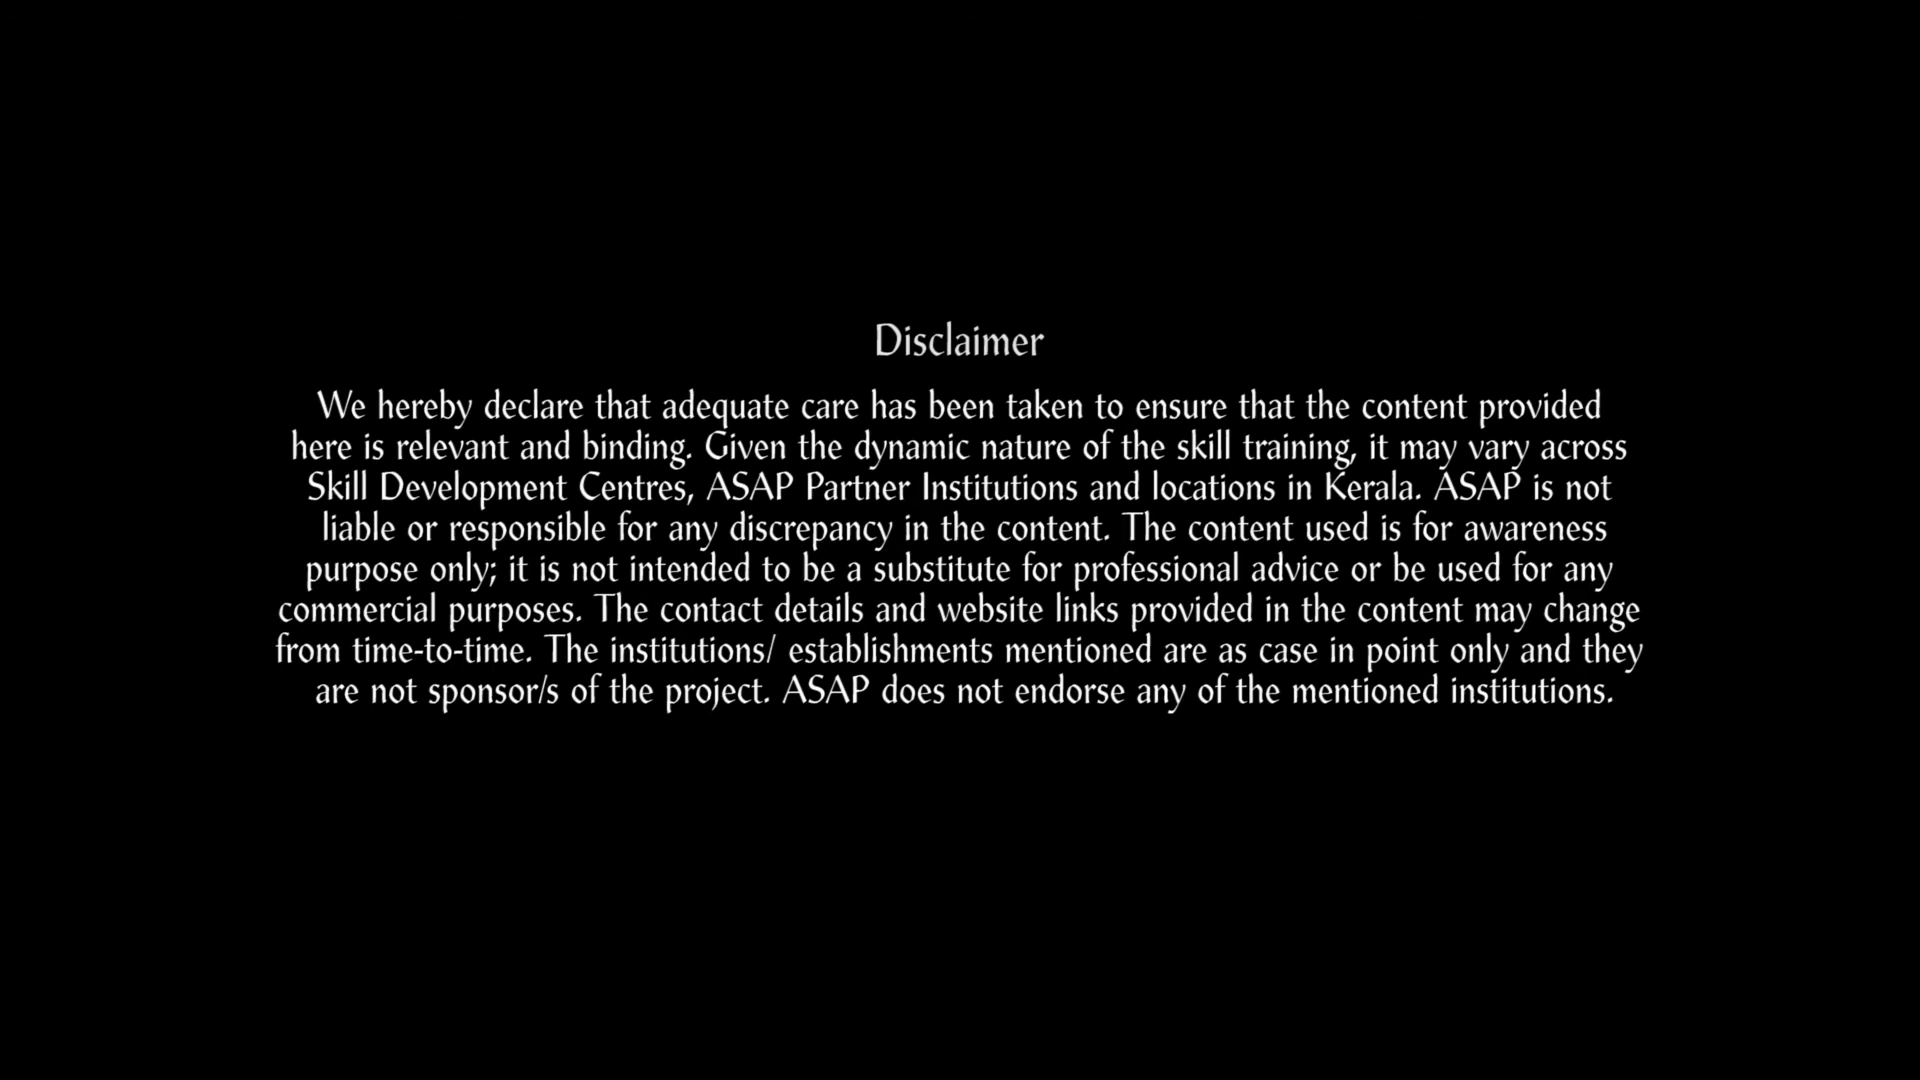 Disclaimer
We hereby declare that adequate care has been taken to ensure that the content provided
here is relevant and binding. Given the dynamic nature of the skill training, it may vary across
Skill Development Centres, ASAP Partner Institutions and locations in Kerala. ASAP is not
liable or responsible for any discrepancy in the content. The content used is for awareness
purpose only; it is not intended to be a substitute for professional advice or be used for any
commercial purposes. The contact details and website links provided in the content may change
from time-to-time. The institutions/ establishments mentioned are as case in point only and they
are not sponsor/s of the project. ASAP does not endorse any of the mentioned institutions.